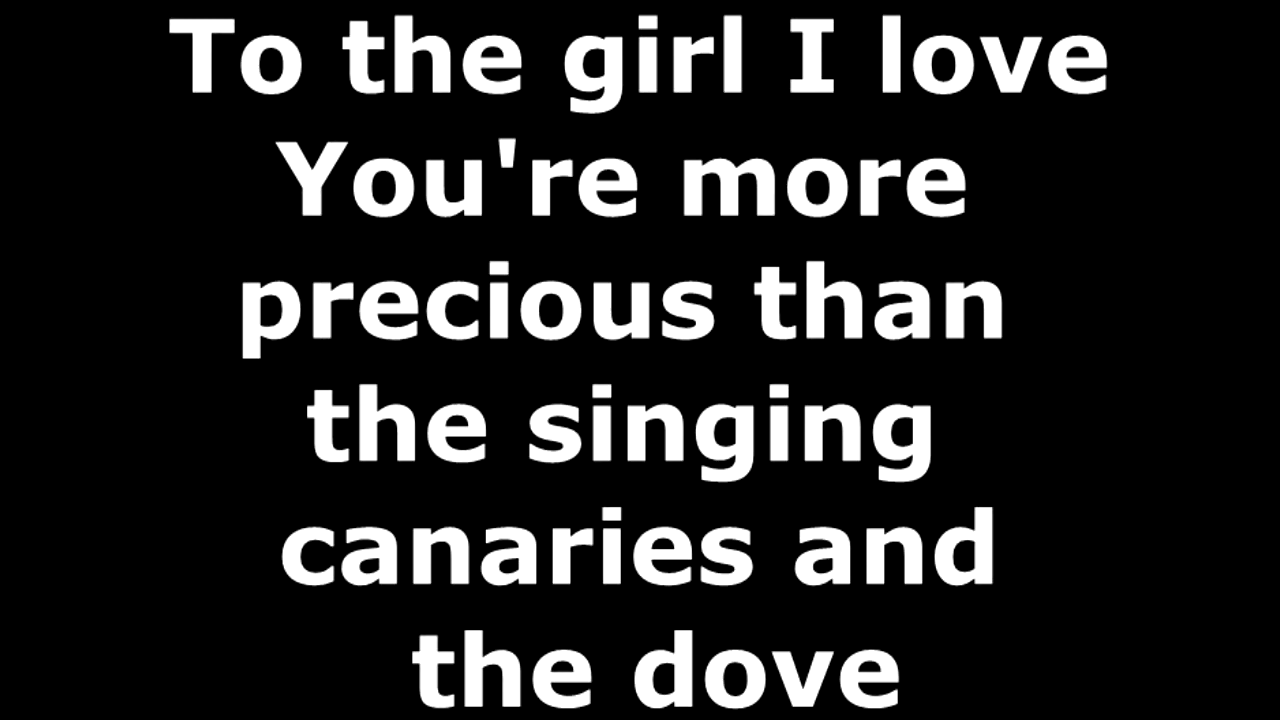 To the girl I love
You're more
precious than
the singing
canaries and
the dove